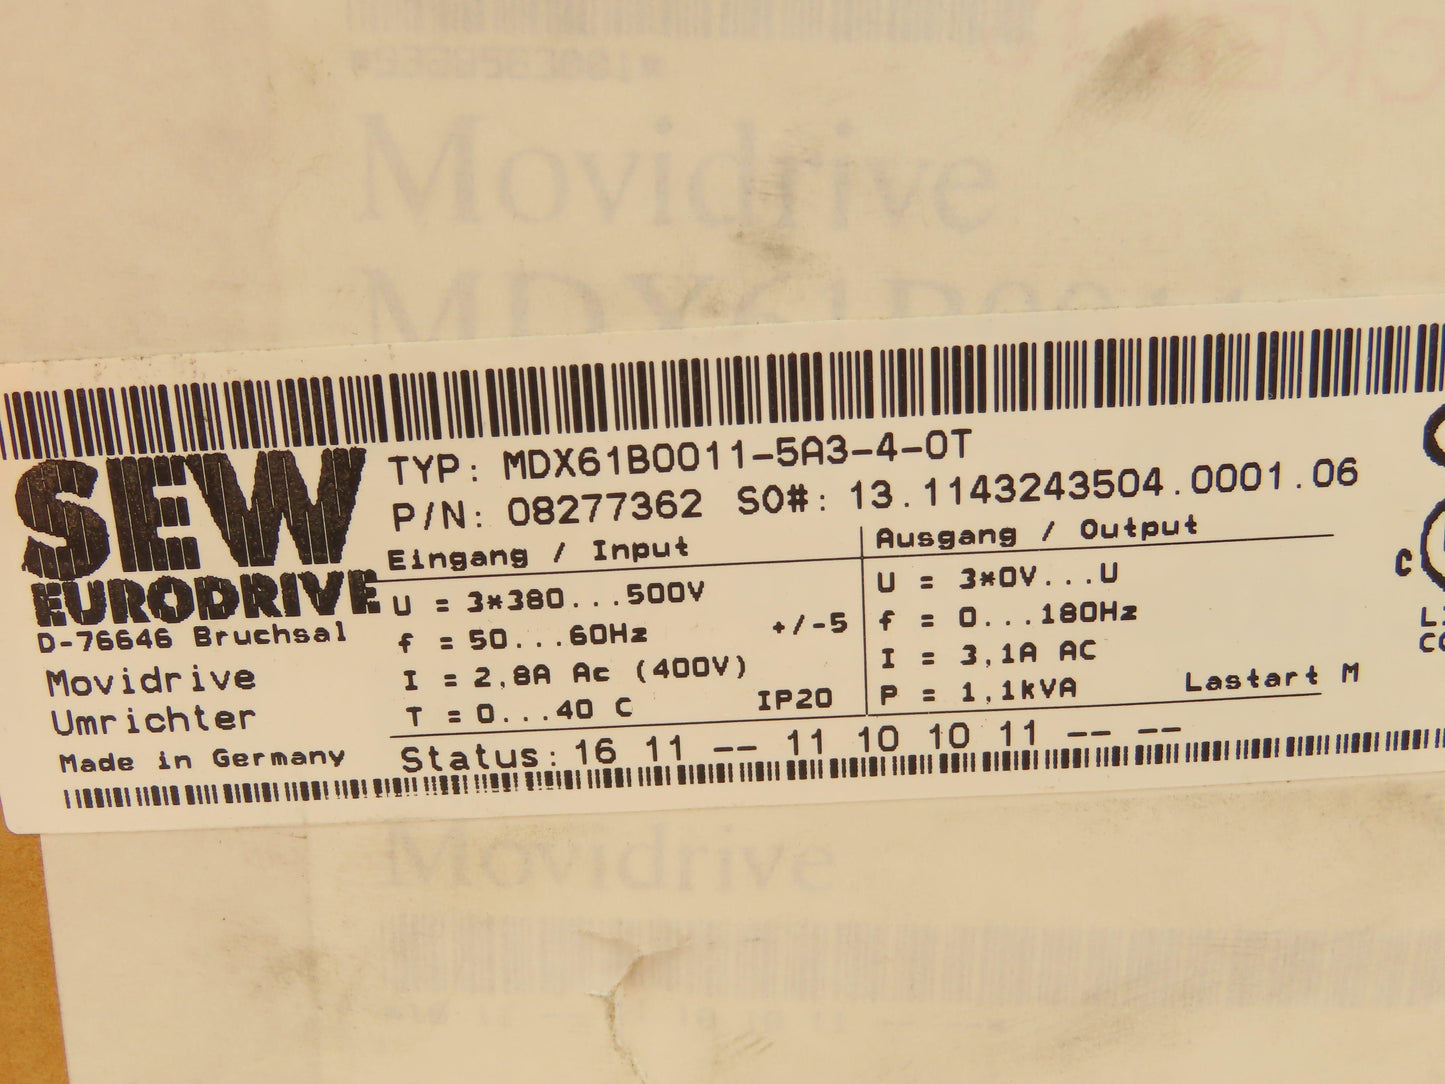 Movidrive
MDX61B0011
SEW
EURODRIVE
D-76646 Bruchsal
Movidrive
Umrichter
Made in Germany
TYP: MDX61B0011-5A3-4-0T
P/N: 08277362 SO#: 13.1143243504.0001.06
Eingang / Input
U = 3*380...500V
f = 50...60Hz +/-5
I = 2,8A Ac (400V)
T = 0...40 C IP20
Ausgang / Output
U = 3*0V...U
f = 0...180Hz
I = 3,1A AC
P = 1,1kVA Lastart M
Status: 16 11 -- 11 10 10 11 -- --
C
Movidrive